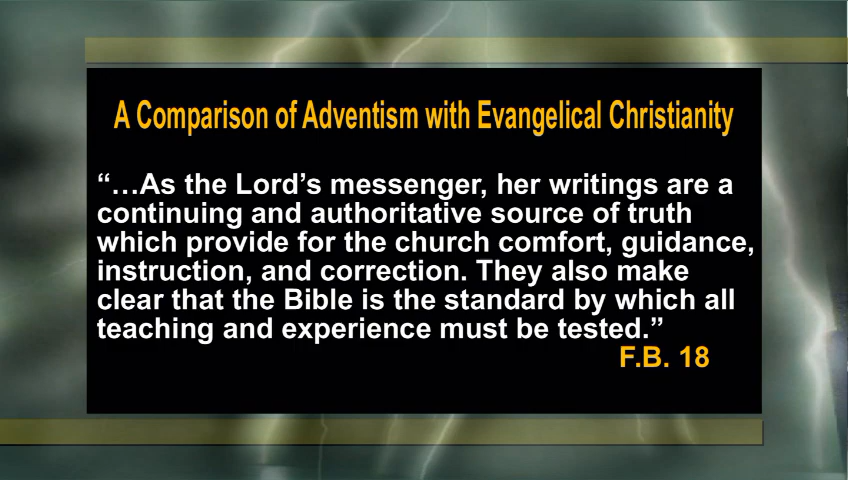 A Comparison of Adventism with Evangelical Christianity
“…As the Lord’s messenger, her writings are a
continuing and authoritative source of truth
which provide for the church comfort, guidance,
instruction, and correction. They also make
clear that the Bible is the standard by which all
teaching and experience must be tested.”
F.B. 18